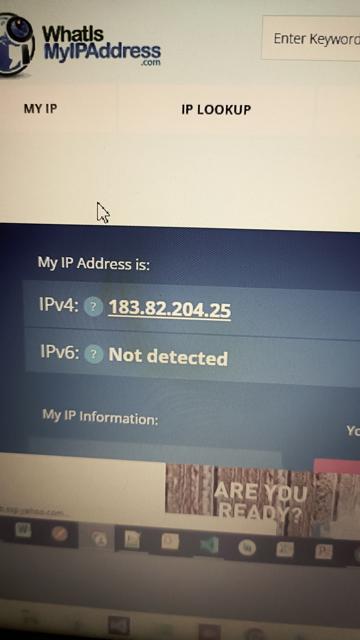 WhatIs
MyIPAddress
.com
Enter Keyword
MY IP
IP LOOKUP
My IP Address is:
IPv4: ? 183.82.204.25
IPv6: ? Not detected
My IP Information:
Yo
ARE YOU
READY?